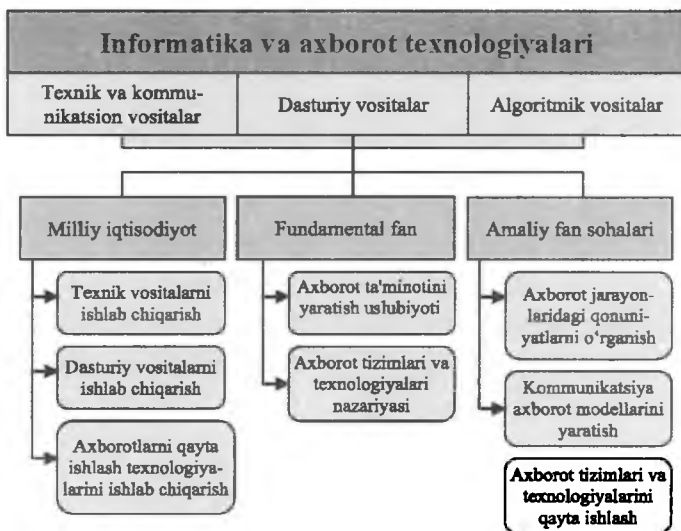 Informatika va axborot texnologiyalari
Texnik va kommu-
nikatsion vositalar
Dasturiy vositalar
Algoritmik vositalar
Milliy iqtisodiyot
Texnik vositalarni
ishlab chiqarish
Dasturiy vositalarni
ishlab chiqarish
Axborotlarni qayta
ishlash texnologiya-
larini ishlab chiqarish
Fundamental fan
Axborot ta'minotini
yaratish uslubiyoti
Axborot tizimlari va
texnologiyalari
nazariyasi
Amaliy fan sohalari
Axborot jarayon-
laridagi qonuni-
yatlarni o‘rganish
Kommunikatsiya
axborot modellarini
yaratish
Axborot tizimlari va
texnologiyalarini
qayta ishlash